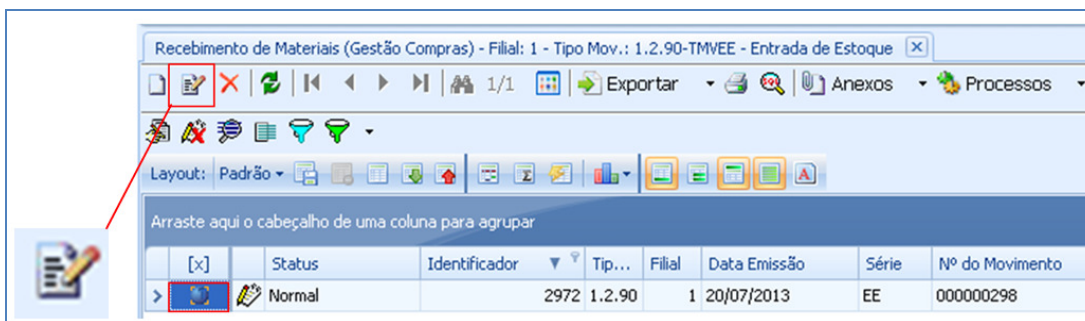 Recebimento de Materiais (Gestão Compras) - Filial: 1 - Tipo Mov.: 1.2.90-TMVEE - Entrada de Estoque
1/1 Exportar Anexos Processos
Layout: Padrão
Arraste aqui o cabeçalho de uma coluna para agrupar
[x] Status Identificador Tip... Filial Data Emissão Série Nº do Movimento
Normal 2972 1.2.90 1 20/07/2013 EE 000000298